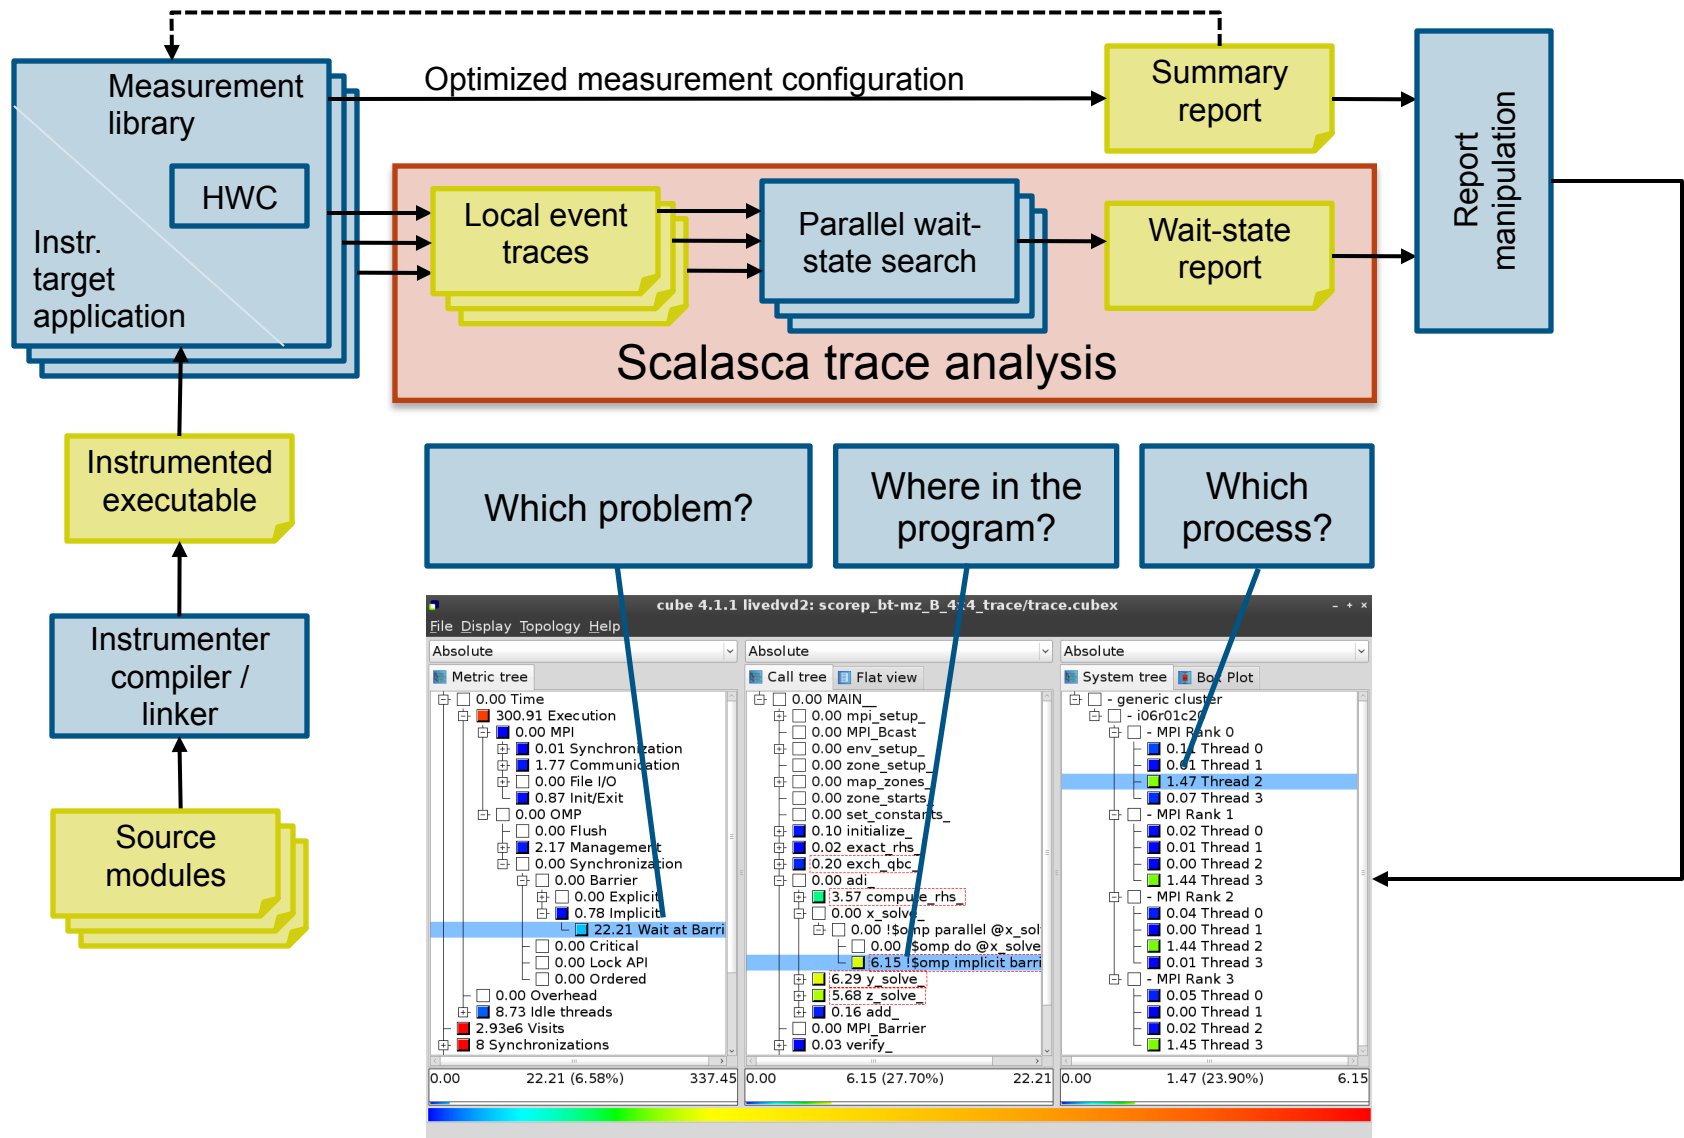 Measurement
library
HWC
Instr.
target
application
Optimized measurement configuration
Summary
report
Report
manipulation
Local event
traces
Parallel wait-
state search
Wait-state
report
Scalasca trace analysis
Instrumented
executable
Instrumenter
compiler /
linker
Source
modules
Which problem?
Where in the
program?
Which
process?
cube 4.1.1 livedvd2: scorep_bt-mz_B_4x4_trace/trace.cubex
File Display Topology Help
Absolute
Metric tree
0.00 Time
300.91 Execution
0.00 MPI
0.01 Synchronization
1.77 Communication
0.00 File I/O
0.87 Init/Exit
0.00 OMP
0.00 Flush
2.17 Management
0.00 Synchronization
0.00 Barrier
0.00 Explicit
0.78 Implicit
22.21 Wait at Barri
0.00 Critical
0.00 Lock API
0.00 Ordered
0.00 Overhead
8.73 Idle threads
2.93e6 Visits
8 Synchronizations
0.00 22.21 (6.58%) 337.45
Absolute
Call tree Flat view
0.00 MAIN__
0.00 mpi_setup_
0.00 MPI_Bcast
0.00 env_setup_
0.00 zone_setup_
0.00 map_zones_
0.00 zone_starts_
0.00 set_constants_
0.10 initialize_
0.02 exact_rhs_
0.20 exch_qbc_
0.00 adi_
3.57 compute_rhs_
0.00 x_solve_
0.00 !$omp parallel @x_sol
0.00 !$omp do @x_solve
6.15 !$omp implicit barri
6.29 y_solve_
5.68 z_solve_
0.16 add_
0.00 MPI_Barrier
0.03 verify_
0.00 6.15 (27.70%) 22.21
Absolute
System tree Box Plot
- generic cluster
- i06r01c20
- MPI Rank 0
0.11 Thread 0
0.01 Thread 1
1.47 Thread 2
0.07 Thread 3
- MPI Rank 1
0.02 Thread 0
0.01 Thread 1
0.00 Thread 2
1.44 Thread 3
- MPI Rank 2
0.04 Thread 0
0.00 Thread 1
1.44 Thread 2
0.01 Thread 3
- MPI Rank 3
0.05 Thread 0
0.00 Thread 1
0.02 Thread 2
1.45 Thread 3
0.00 1.47 (23.90%) 6.15